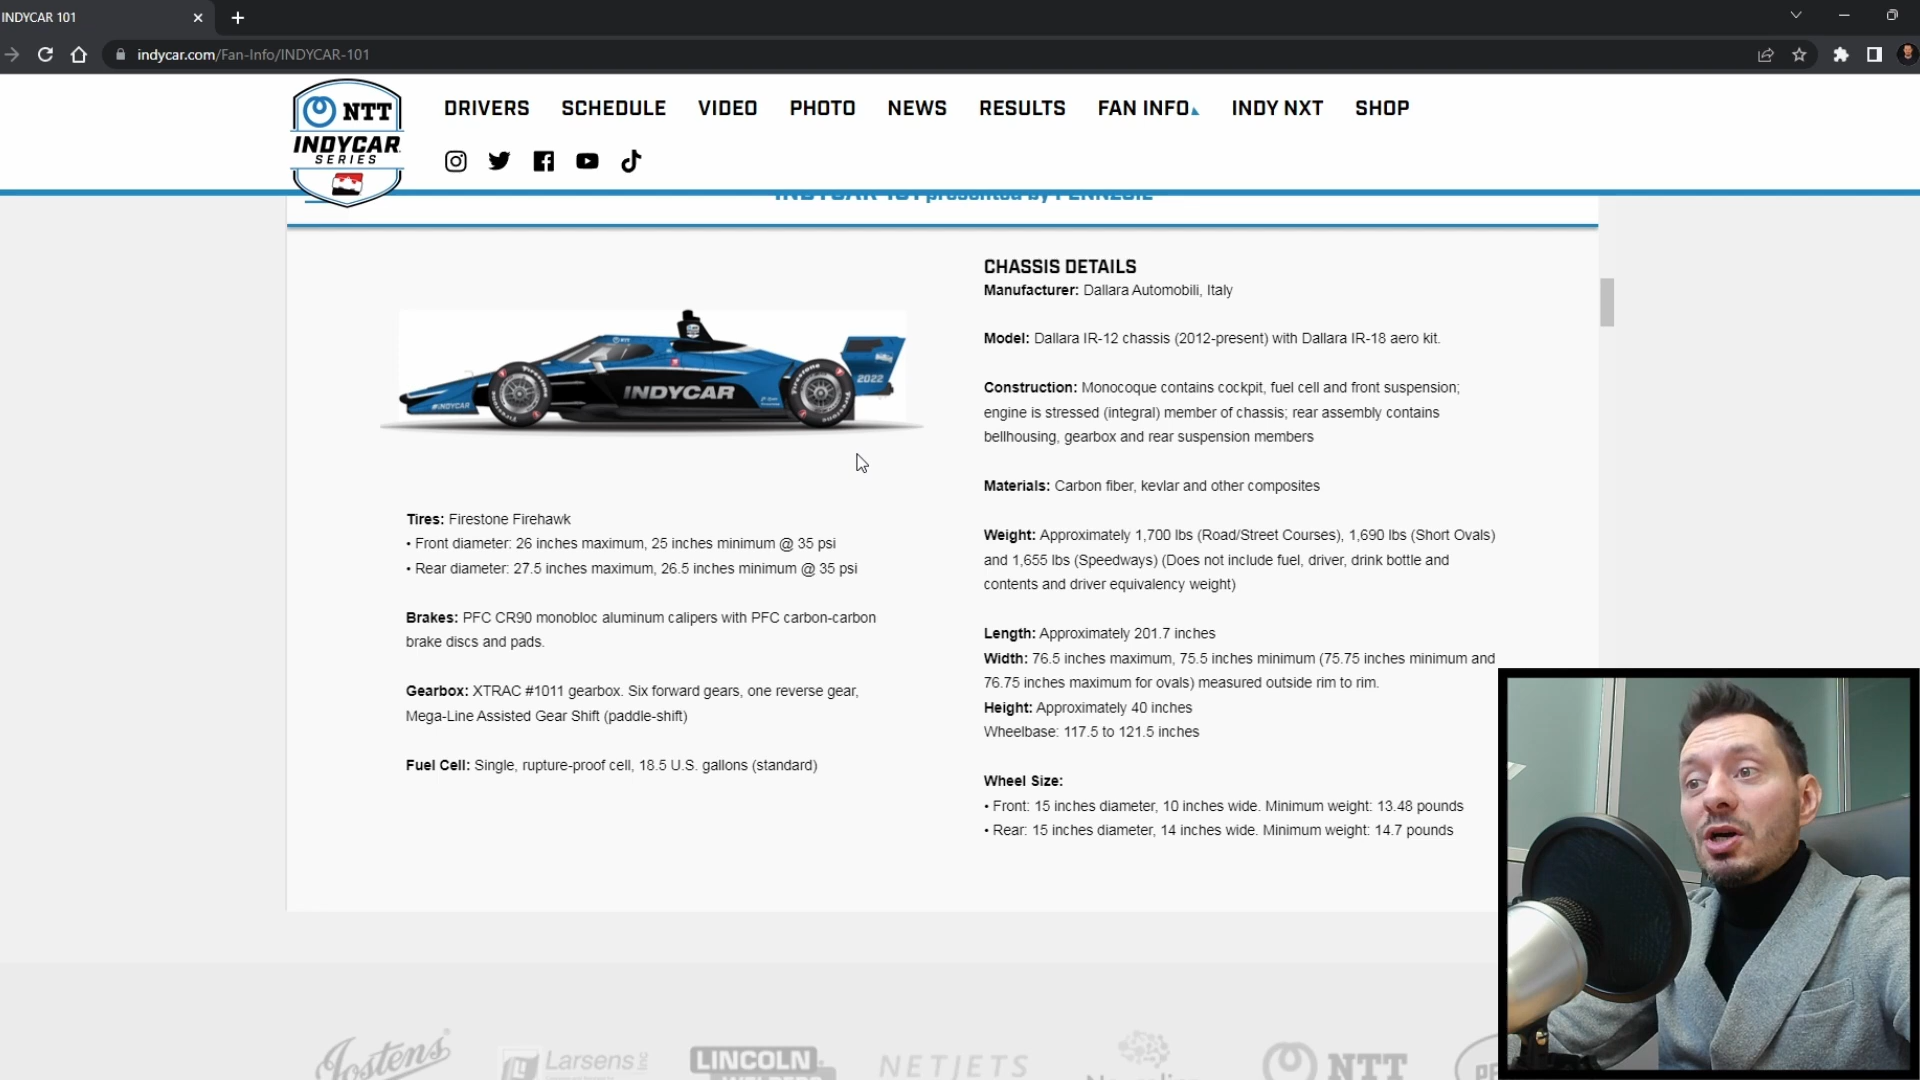 INDYCAR 101
indycar.com/Fan-Info/INDYCAR-101
NTT
INDYCAR
SERIES
DRIVERS SCHEDULE VIDEO PHOTO NEWS RESULTS FAN INFO INDY NXT SHOP
INDYCAR 101 presented by PENNZOIL
INDYCAR
2022
Firestone
INDYCAR
Tires: Firestone Firehawk
• Front diameter: 26 inches maximum, 25 inches minimum @ 35 psi
• Rear diameter: 27.5 inches maximum, 26.5 inches minimum @ 35 psi
Brakes: PFC CR90 monobloc aluminum calipers with PFC carbon-carbon
brake discs and pads.
Gearbox: XTRAC #1011 gearbox. Six forward gears, one reverse gear,
Mega-Line Assisted Gear Shift (paddle-shift)
Fuel Cell: Single, rupture-proof cell, 18.5 U.S. gallons (standard)
CHASSIS DETAILS
Manufacturer: Dallara Automobili, Italy
Model: Dallara IR-12 chassis (2012-present) with Dallara IR-18 aero kit.
Construction: Monocoque contains cockpit, fuel cell and front suspension;
engine is stressed (integral) member of chassis; rear assembly contains
bellhousing, gearbox and rear suspension members
Materials: Carbon fiber, kevlar and other composites
Weight: Approximately 1,700 lbs (Road/Street Courses), 1,690 lbs (Short Ovals)
and 1,655 lbs (Speedways) (Does not include fuel, driver, drink bottle and
contents and driver equivalency weight)
Length: Approximately 201.7 inches
Width: 76.5 inches maximum, 75.5 inches minimum (75.75 inches minimum and
76.75 inches maximum for ovals) measured outside rim to rim.
Height: Approximately 40 inches
Wheelbase: 117.5 to 121.5 inches
Wheel Size:
• Front: 15 inches diameter, 10 inches wide. Minimum weight: 13.48 pounds
• Rear: 15 inches diameter, 14 inches wide. Minimum weight: 14.7 pounds
Jostens
Larsens
LINCOLN
NETJETS
NTT